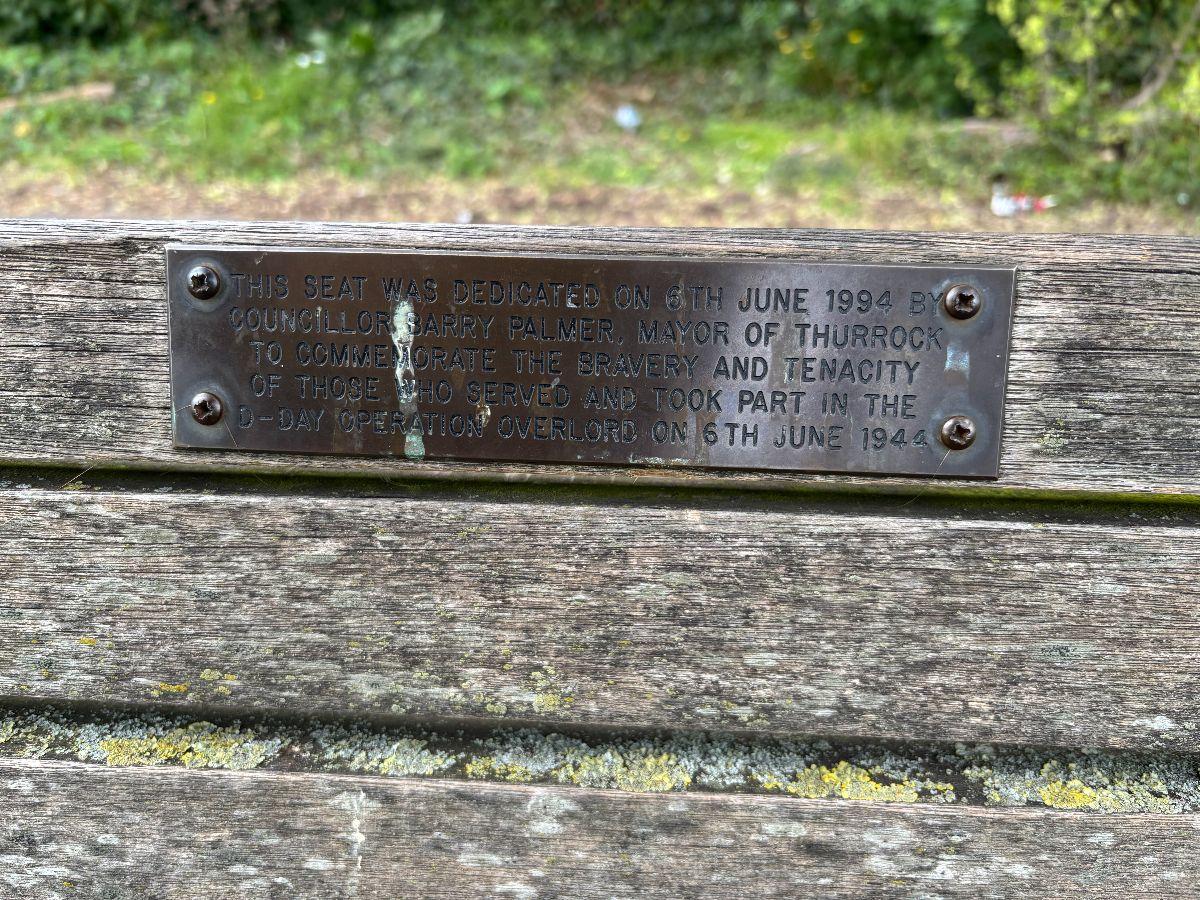 THIS SEAT WAS DEDICATED ON 6TH JUNE 1994 BY
COUNCILLOR BARRY PALMER, MAYOR OF THURROCK
TO COMMEMORATE THE BRAVERY AND TENACITY
OF THOSE WHO SERVED AND TOOK PART IN THE
D-DAY OPERATION OVERLORD ON 6TH JUNE 1944